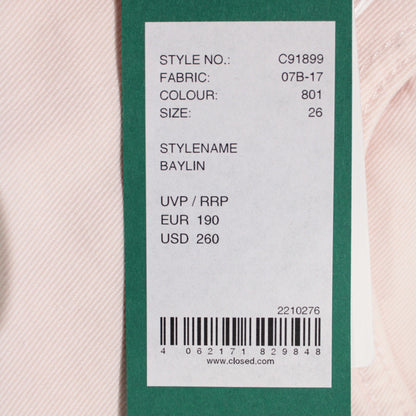 STYLE NO.: C91899
FABRIC: 07B-17
COLOUR: 801
SIZE: 26
STYLENAME
BAYLIN
UVP / RRP
EUR 190
USD 260
2210276
4 062171 829848
www.closed.com